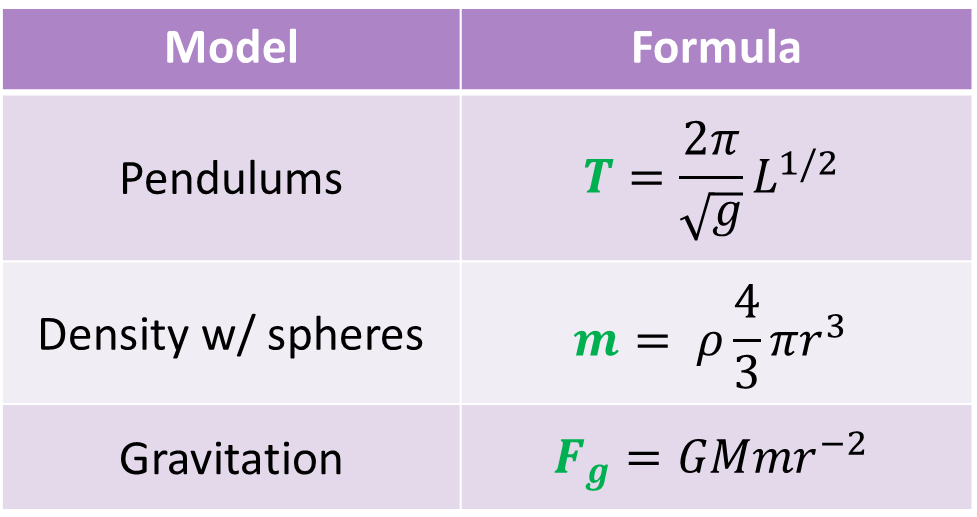 Model Formula
Pendulums T = 2π/√g L^1/2
Density w/ spheres m = ρ 4/3 πr^3
Gravitation F_g = GMmr^−2